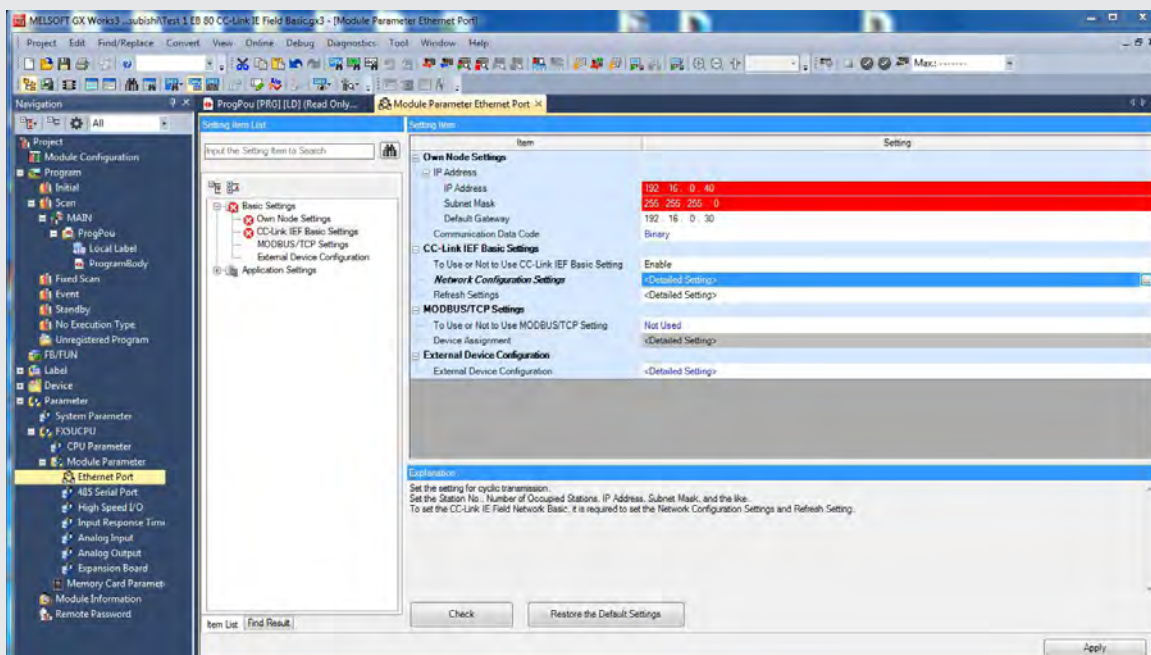 MELSOFT GX Works3 ...subishi\Test 1 EB 80 CC-Link IE Field Basic.gx3 - [Module Parameter Ethernet Port]
Project Edit Find/Replace Convert View Online Debug Diagnostics Tool Window Help
Max.:
Navigation
ProgPou [PRG] [LD] (Read Only...
Module Parameter Ethernet Port
All
Project
Module Configuration
Program
Initial
Scan
MAIN
ProgPou
Local Label
ProgramBody
Fixed Scan
Event
Standby
No Execution Type
Unregistered Program
FB/FUN
Label
Device
Parameter
System Parameter
FX5UCPU
CPU Parameter
Module Parameter
Ethernet Port
485 Serial Port
High Speed I/O
Input Response Time
Analog Input
Analog Output
Expansion Board
Memory Card Paramet
Module Information
Remote Password
Setting Item List
Input the Setting Item to Search
Basic Settings
Own Node Settings
CC-Link IEF Basic Settings
MODBUS/TCP Settings
External Device Configuration
Application Settings
Item List Find Result
Setting Item
Item Setting
Own Node Settings
IP Address
IP Address 192 . 16 . 0 . 40
Subnet Mask 255 . 255 . 255 . 0
Default Gateway 192 . 16 . 0 . 30
Communication Data Code Binary
CC-Link IEF Basic Settings
To Use or Not to Use CC-Link IEF Basic Setting Enable
Network Configuration Settings <Detailed Setting>
Refresh Settings <Detailed Setting>
MODBUS/TCP Settings
To Use or Not to Use MODBUS/TCP Setting Not Used
Device Assignment <Detailed Setting>
External Device Configuration
External Device Configuration <Detailed Setting>
Explanation
Set the setting for cyclic transmission.
Set the Station No., Number of Occupied Stations, IP Address, Subnet Mask, and the like.
To set the CC-Link IE Field Network Basic, it is required to set the Network Configuration Settings and Refresh Setting.
Check Restore the Default Settings
Apply